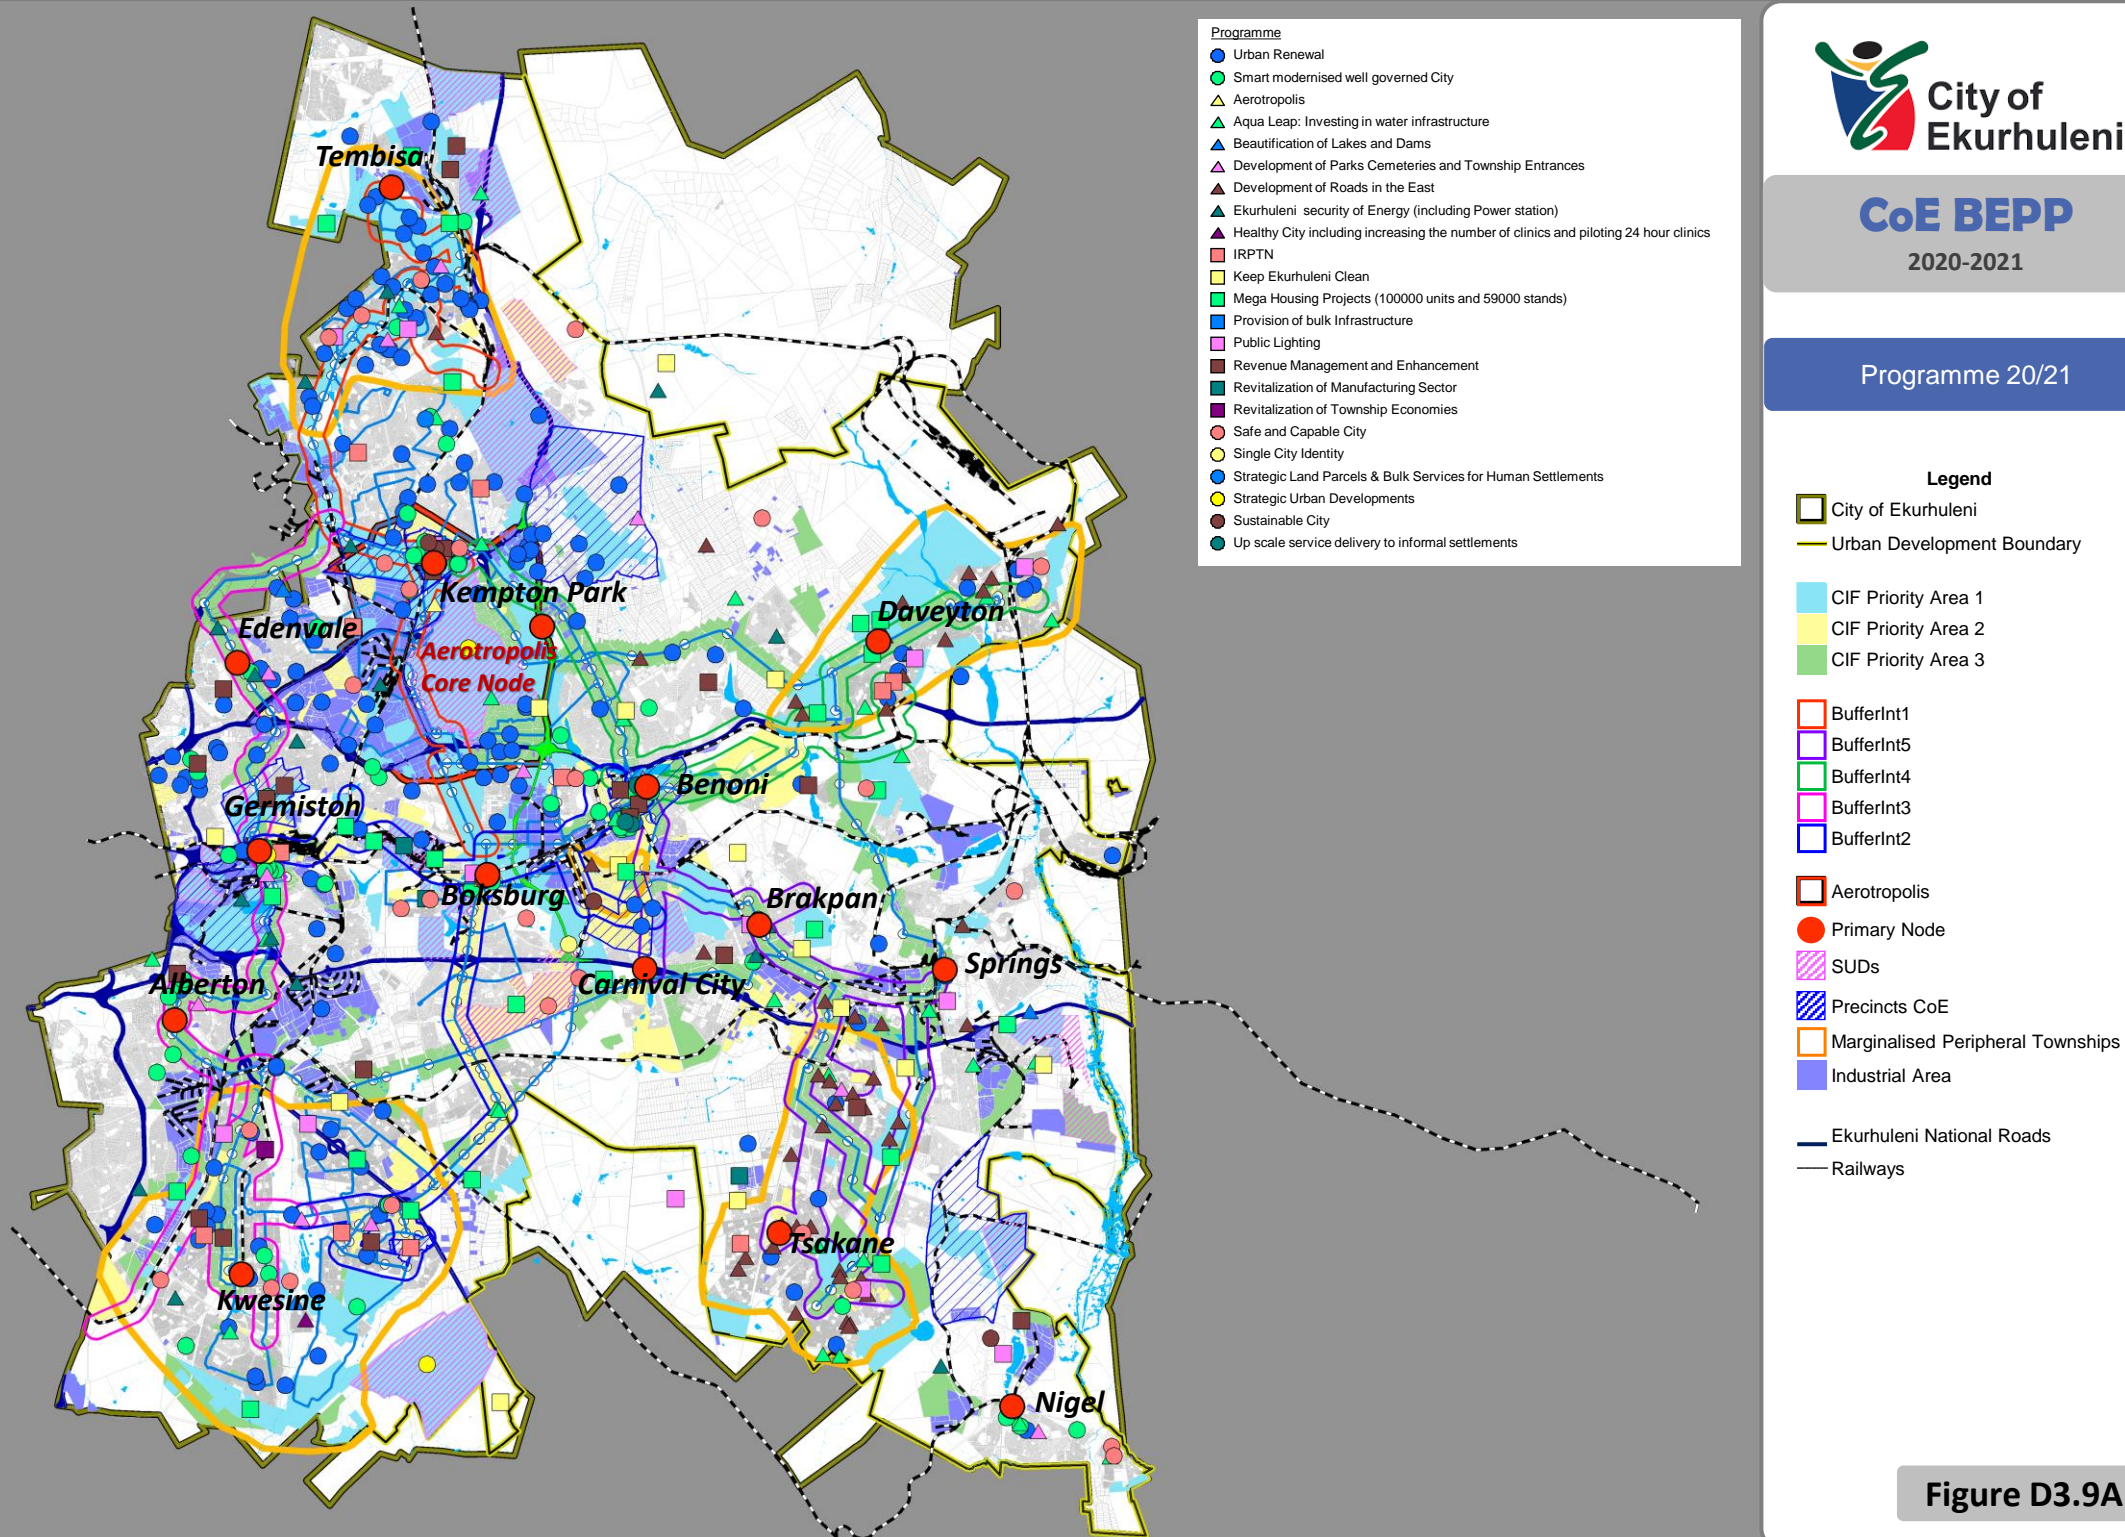 Programme
Urban Renewal
Smart modernised well governed City
Aerotropolis
Aqua Leap: Investing in water infrastructure
Beautification of Lakes and Dams
Development of Parks Cemeteries and Township Entrances
Development of Roads in the East
Ekurhuleni security of Energy (including Power station)
Healthy City including increasing the number of clinics and piloting 24 hour clinics
IRPTN
Keep Ekurhuleni Clean
Mega Housing Projects (100000 units and 59000 stands)
Provision of bulk Infrastructure
Public Lighting
Revenue Management and Enhancement
Revitalization of Manufacturing Sector
Revitalization of Township Economies
Safe and Capable City
Single City Identity
Strategic Land Parcels & Bulk Services for Human Settlements
Strategic Urban Developments
Sustainable City
Up scale service delivery to informal settlements
Tembisa
Kempton Park
Edenvale
Daveyton
Aerotropolis
Core Node
Benoni
Germiston
Boksburg
Brakpan
Springs
Carnival City
Alberton
Tsakane
Kwesine
Nigel
City of
Ekurhuleni
CoE BEPP
2020-2021
Programme 20/21
Legend
City of Ekurhuleni
Urban Development Boundary
CIF Priority Area 1
CIF Priority Area 2
CIF Priority Area 3
BufferInt1
BufferInt5
BufferInt4
BufferInt3
BufferInt2
Aerotropolis
Primary Node
SUDs
Precincts CoE
Marginalised Peripheral Townships
Industrial Area
Ekurhuleni National Roads
Railways
Figure D3.9A